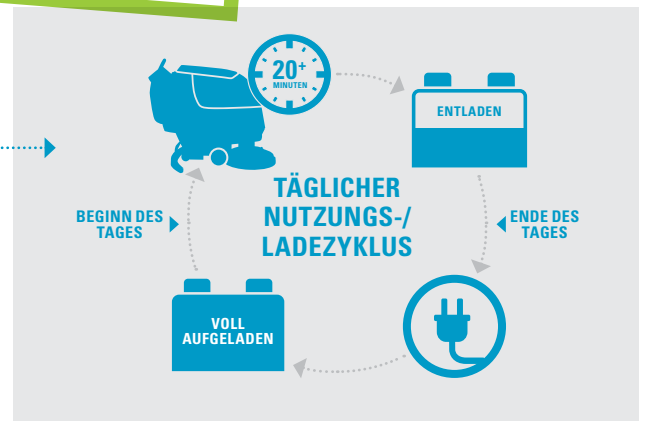 20+
MINUTEN
ENTLADEN
TÄGLICHER
NUTZUNGS-/
LADEZYKLUS
BEGINN DES
TAGES
ENDE DES
TAGES
VOLL
AUFGELADEN